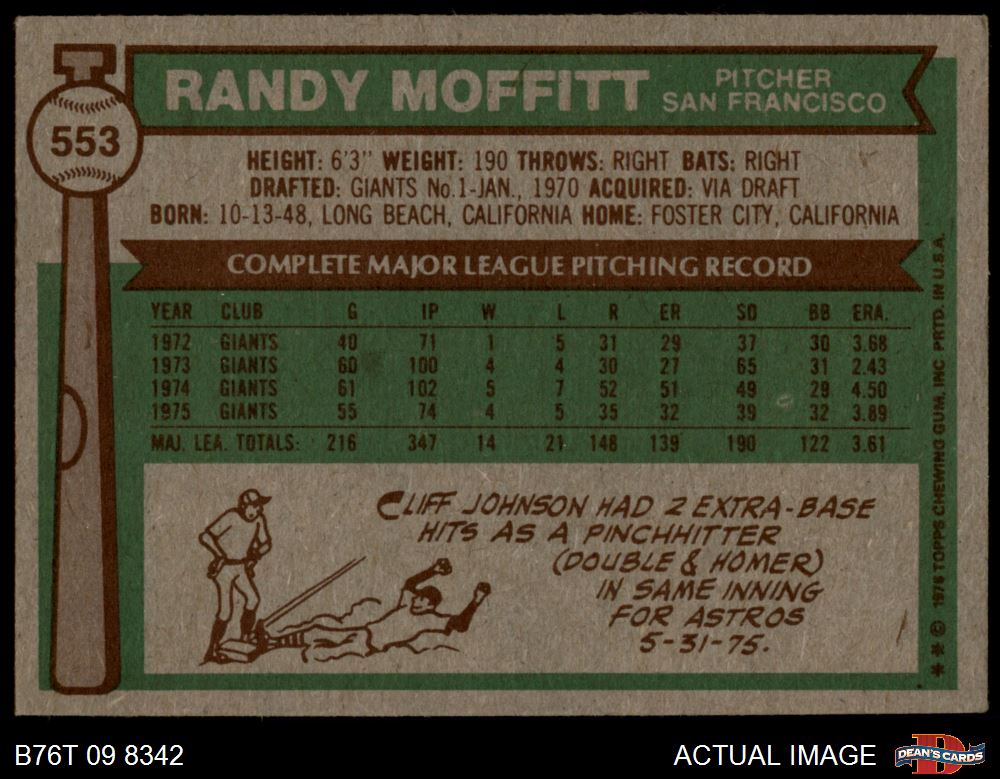 553
RANDY MOFFITT
PITCHER
SAN FRANCISCO
HEIGHT: 6'3" WEIGHT: 190 THROWS: RIGHT BATS: RIGHT
DRAFTED: GIANTS No.1-JAN., 1970 ACQUIRED: VIA DRAFT
BORN: 10-13-48, LONG BEACH, CALIFORNIA HOME: FOSTER CITY, CALIFORNIA
COMPLETE MAJOR LEAGUE PITCHING RECORD
YEAR CLUB G IP W L R ER SO BB ERA.
1972 GIANTS 40 71 1 5 31 29 37 30 3.68
1973 GIANTS 60 100 4 4 30 27 65 31 2.43
1974 GIANTS 61 102 5 7 52 51 49 29 4.50
1975 GIANTS 55 74 4 5 35 32 39 32 3.89
MAJ. LEA. TOTALS: 216 347 14 21 148 139 190 122 3.61
CLIFF JOHNSON HAD 2 EXTRA-BASE
HITS AS A PINCHHITTER
(DOUBLE & HOMER)
IN SAME INNING
FOR ASTROS
5-31-75.
** © 1976 TOPPS CHEWING GUM, INC PRTD. IN U.S.A.
B76T 09 8342
ACTUAL IMAGE
DEAN'S CARDS